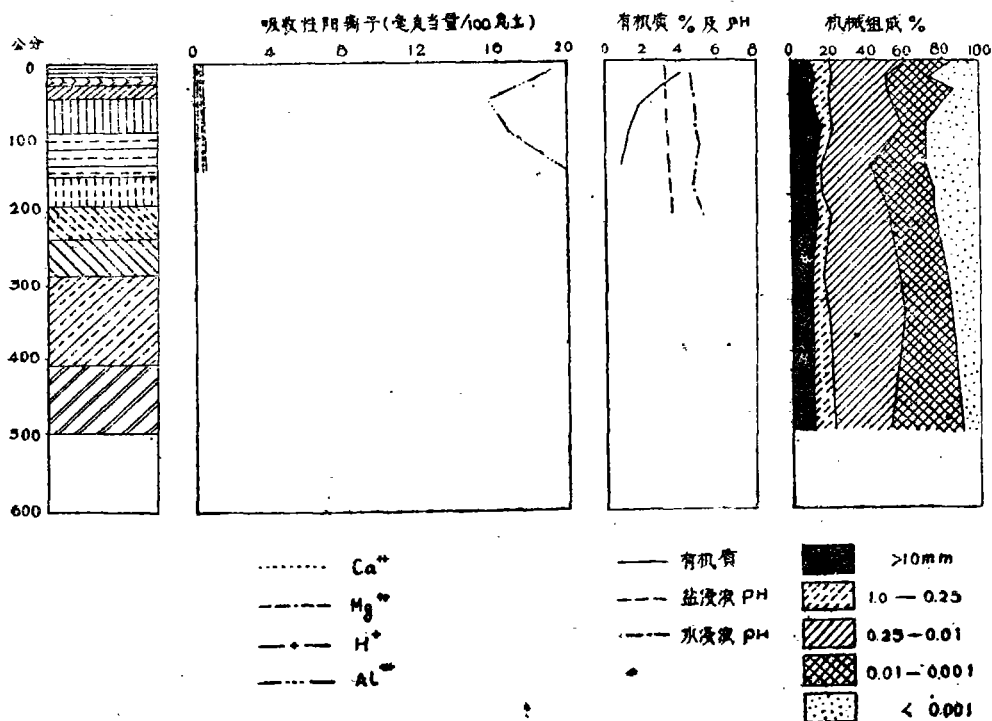 吸收性阳离子(毫克当量/100克土)
有机质 % 及 pH
机械组成 %
公分
0 4 8 12 16 20
0 2 4 6 8
0 20 40 60 80 100
0
100
200
300
400
500
600
Ca++
Mg++
H+
Al+++
有机质
盐浸液 PH
水浸液 PH
>10mm
1.0 — 0.25
0.25-0.01
0.01-0.001
< 0.001